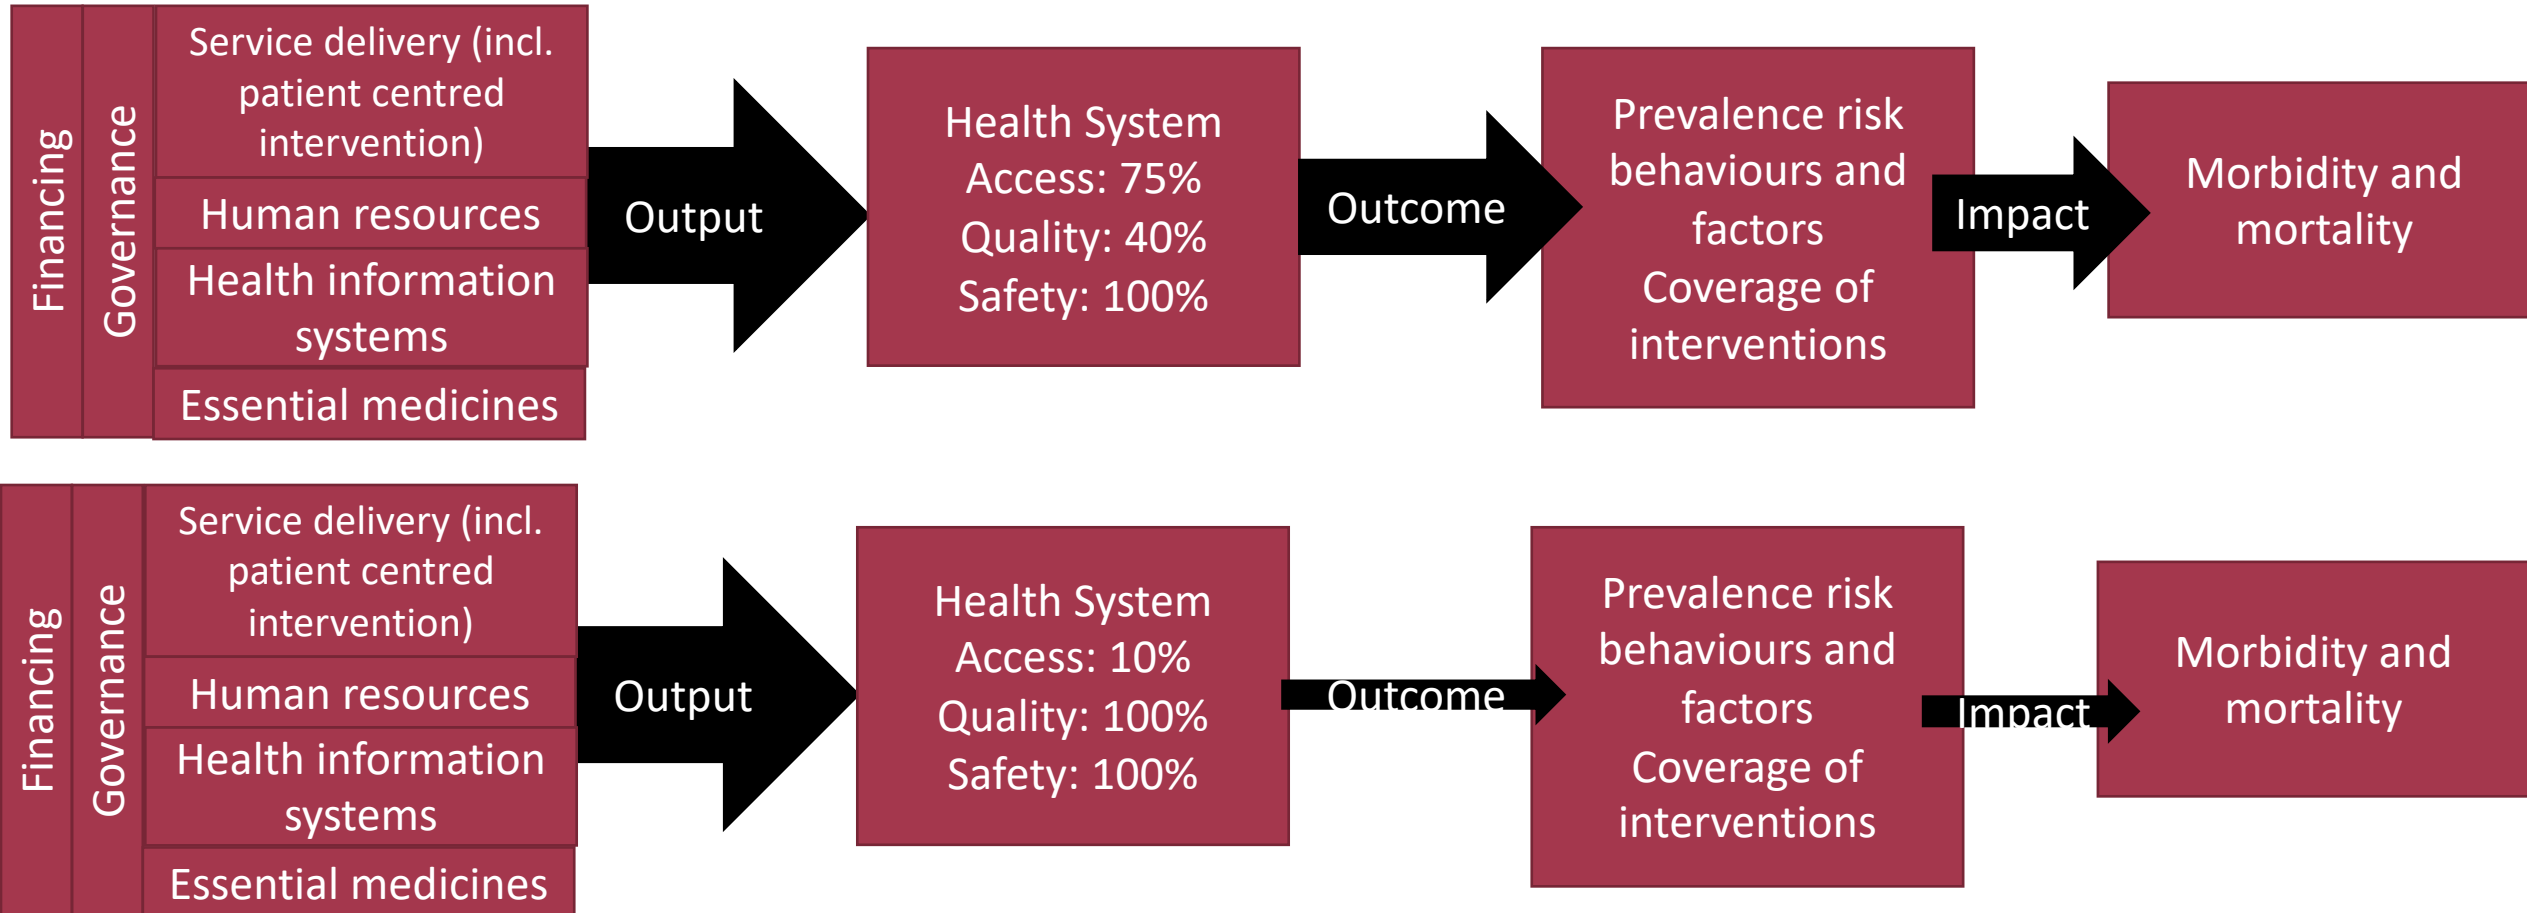 Financing
Governance
Service delivery (incl.
patient centred
intervention)
Human resources
Health information
systems
Essential medicines
Output
Health System
Access: 75%
Quality: 40%
Safety: 100%
Outcome
Prevalence risk
behaviours and
factors
Coverage of
interventions
Impact
Morbidity and
mortality
Financing
Governance
Service delivery (incl.
patient centred
intervention)
Human resources
Health information
systems
Essential medicines
Output
Health System
Access: 10%
Quality: 100%
Safety: 100%
Outcome
Prevalence risk
behaviours and
factors
Coverage of
interventions
Impact
Morbidity and
mortality